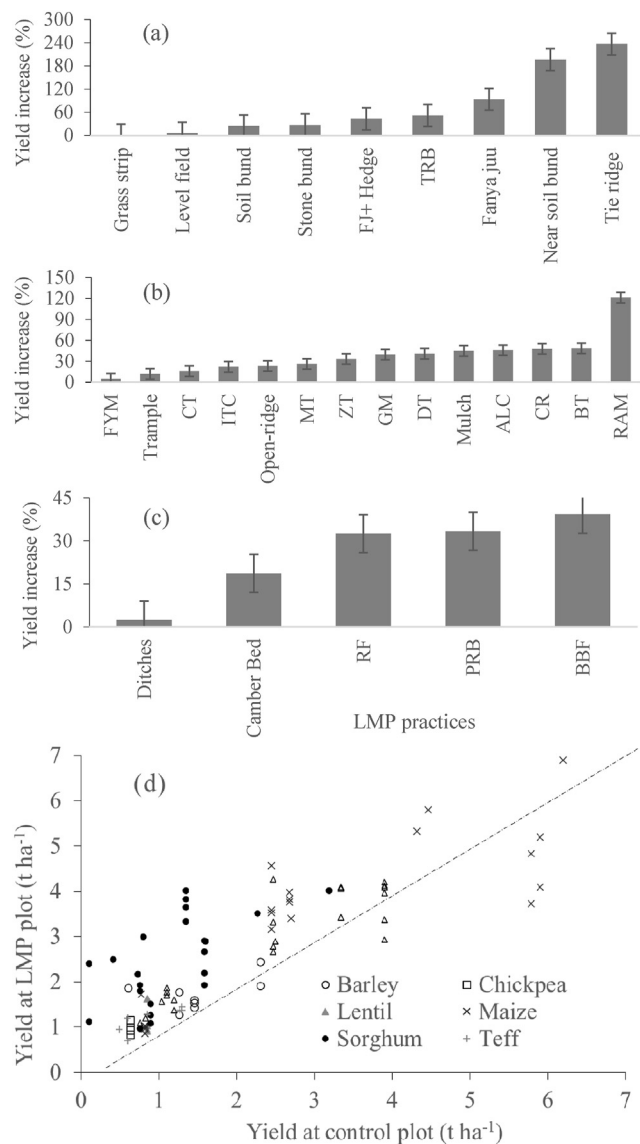 (a)
Yield increase (%)
300
240
180
120
60
0
Grass strip
Level field
Soil bund
Stone bund
FJ+ Hedge
TRB
Fanya juu
Near soil bund
Tie ridge
(b)
Yield increase (%)
150
120
90
60
30
0
FYM
Trample
CT
ITC
Open-ridge
MT
ZT
GM
DT
Mulch
ALC
CR
BT
RAM
(c)
Yield increase (%)
45
30
15
0
Ditches
Camber Bed
RF
PRB
BBF
LMP practices
(d)
Yield at LMP plot (t ha⁻¹)
7
6
5
4
3
2
1
0
Barley
Chickpea
Lentil
Maize
Sorghum
Teff
0 1 2 3 4 5 6 7
Yield at control plot (t ha⁻¹)